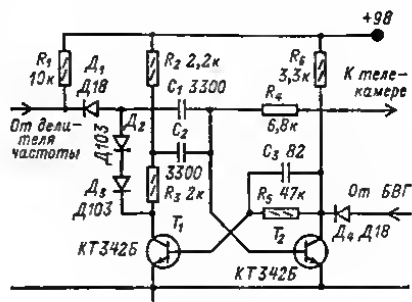 +9В
R1
10к
Д1
Д18
R2 2,2к
C1 3300
R6
3,3к
К теле-
камере
R4
6,8к
От дели-
теля
частоты
Д2
Д103
C2
3300
C3 82
Д3
Д103
R3 2к
R5 47к
От БВГ
T1
T2
Д4 Д18
КТ342Б
КТ342Б